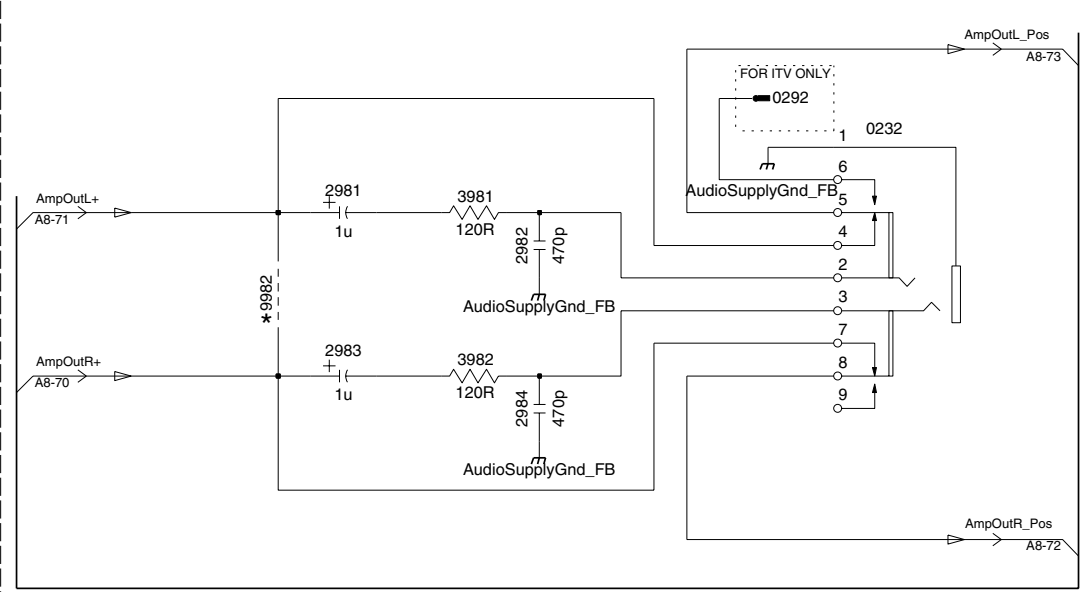 AmpOutL_Pos
A8-73
FOR ITV ONLY
0292
1
0232
6
AudioSupplyGnd_FB
5
4
2
3
7
8
9
AmpOutL+
A8-71
2981
1u
3981
120R
2982
470p
AudioSupplyGnd_FB
*9982
AmpOutR+
A8-70
2983
1u
3982
120R
2984
470p
AudioSupplyGnd_FB
AmpOutR_Pos
A8-72